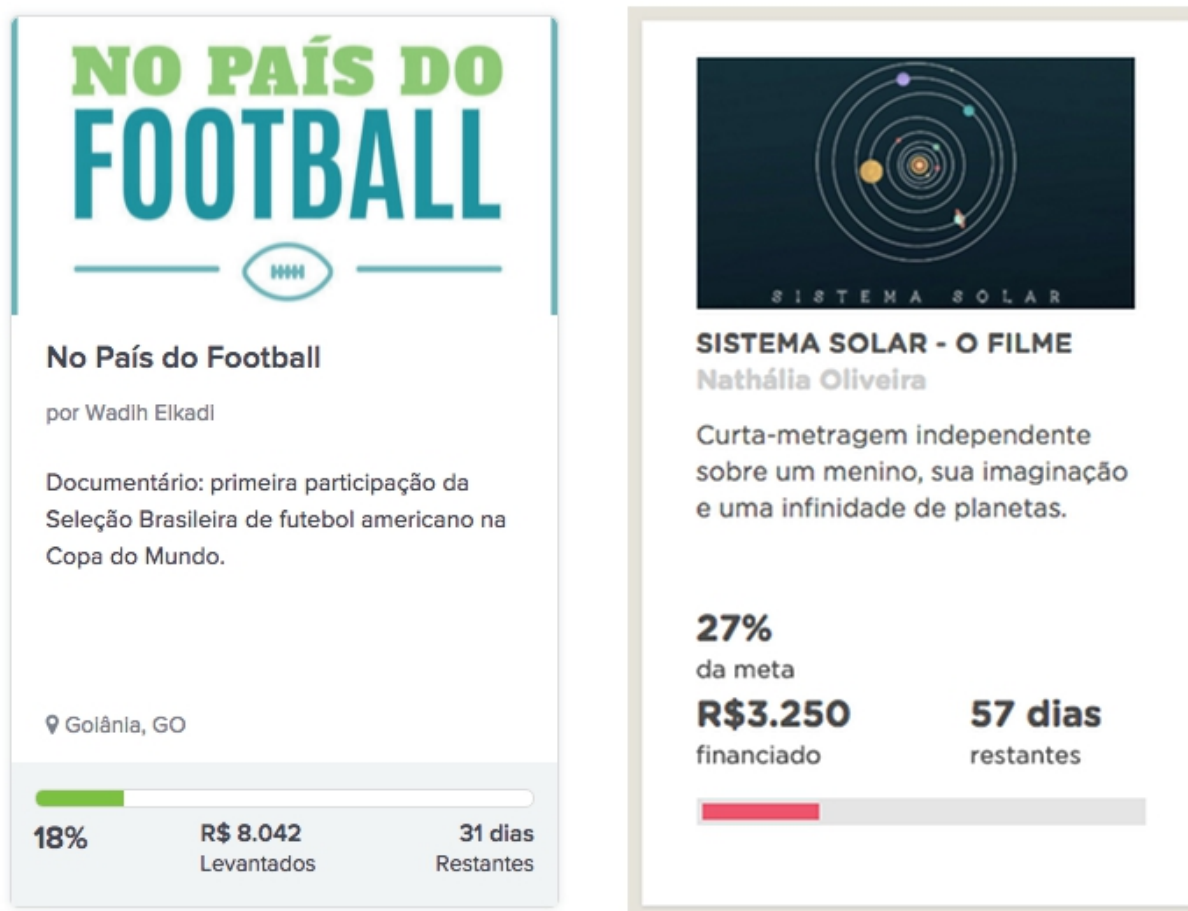 NO PAÍS DO
FOOTBALL
No País do Football
por Wadih Elkadi
Documentário: primeira participação da
Seleção Brasileira de futebol americano na
Copa do Mundo.
Goiânia, GO
18%
R$ 8.042
Levantados
31 dias
Restantes
SISTEMA SOLAR
SISTEMA SOLAR - O FILME
Nathália Oliveira
Curta-metragem independente
sobre um menino, sua imaginação
e uma infinidade de planetas.
27%
da meta
R$3.250
financiado
57 dias
restantes